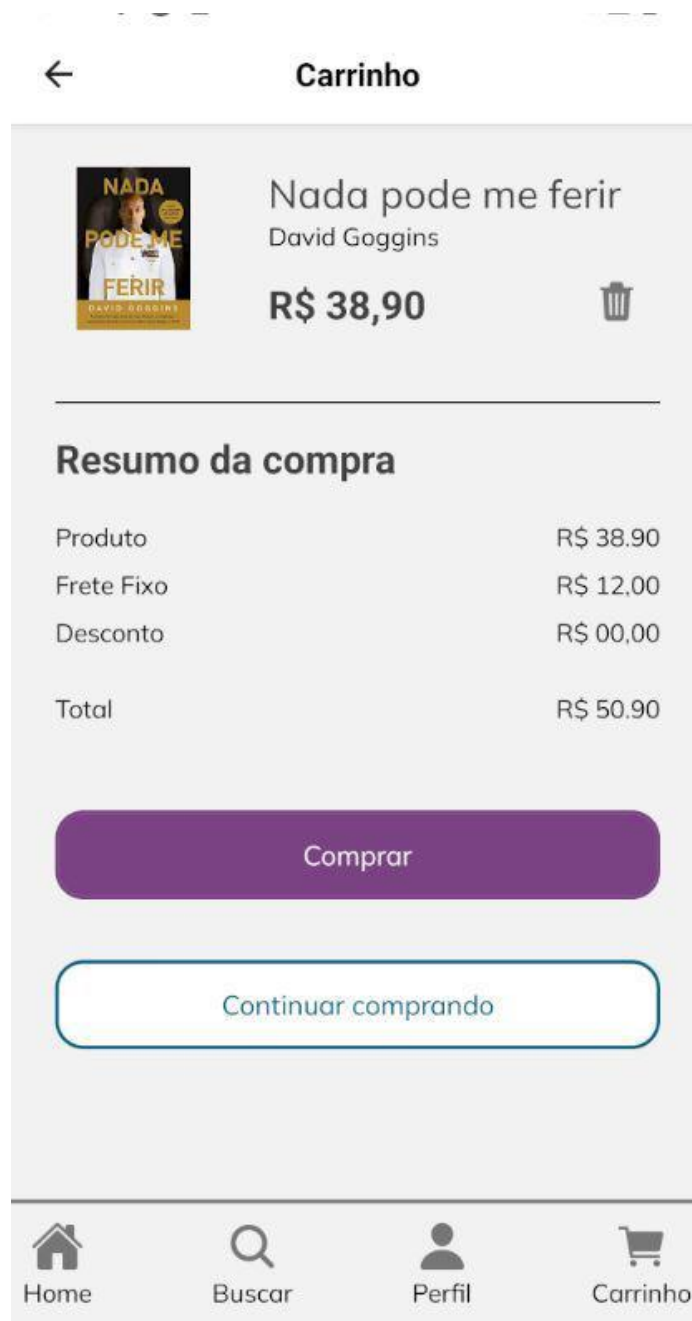 Carrinho
NADA
PODE ME
FERIR
DAVID GOGGINS
Nada pode me ferir
David Goggins
R$ 38,90
Resumo da compra
Produto R$ 38.90
Frete Fixo R$ 12,00
Desconto R$ 00,00
Total R$ 50.90
Comprar
Continuar comprando
Home Buscar Perfil Carrinho